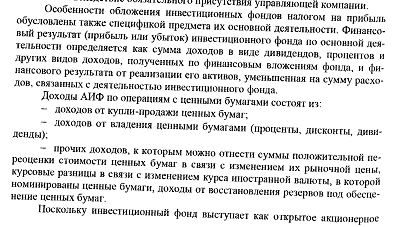 обязательного присутствия управляющей компании.
Особенности обложения инвестиционных фондов налогом на прибыль
обусловлены также спецификой предмета их основной деятельности. Финансо-
вый результат (прибыль или убыток) инвестиционного фонда по основной дея-
тельности определяется как сумма доходов в виде дивидендов, процентов и
других видов доходов, полученных по финансовым вложениям фонда, и фи-
нансового результата от реализации его активов, уменьшенная на сумму расхо-
дов, связанных с деятельностью инвестиционного фонда.
Доходы АИФ по операциям с ценными бумагами состоят из:
– доходов от купли-продажи ценных бумаг;
– доходов от владения ценными бумагами (проценты, дисконты, диви-
денды);
– прочих доходов, к которым можно отнести суммы положительной пе-
реоценки стоимости ценных бумаг в связи с изменением их рыночной цены,
курсовые разницы в связи с изменением курса иностранной валюты, в которой
номинированы ценные бумаги, доходы от восстановления резервов под обесце-
нение ценных бумаг.
Поскольку инвестиционный фонд выступает как открытое акционерное